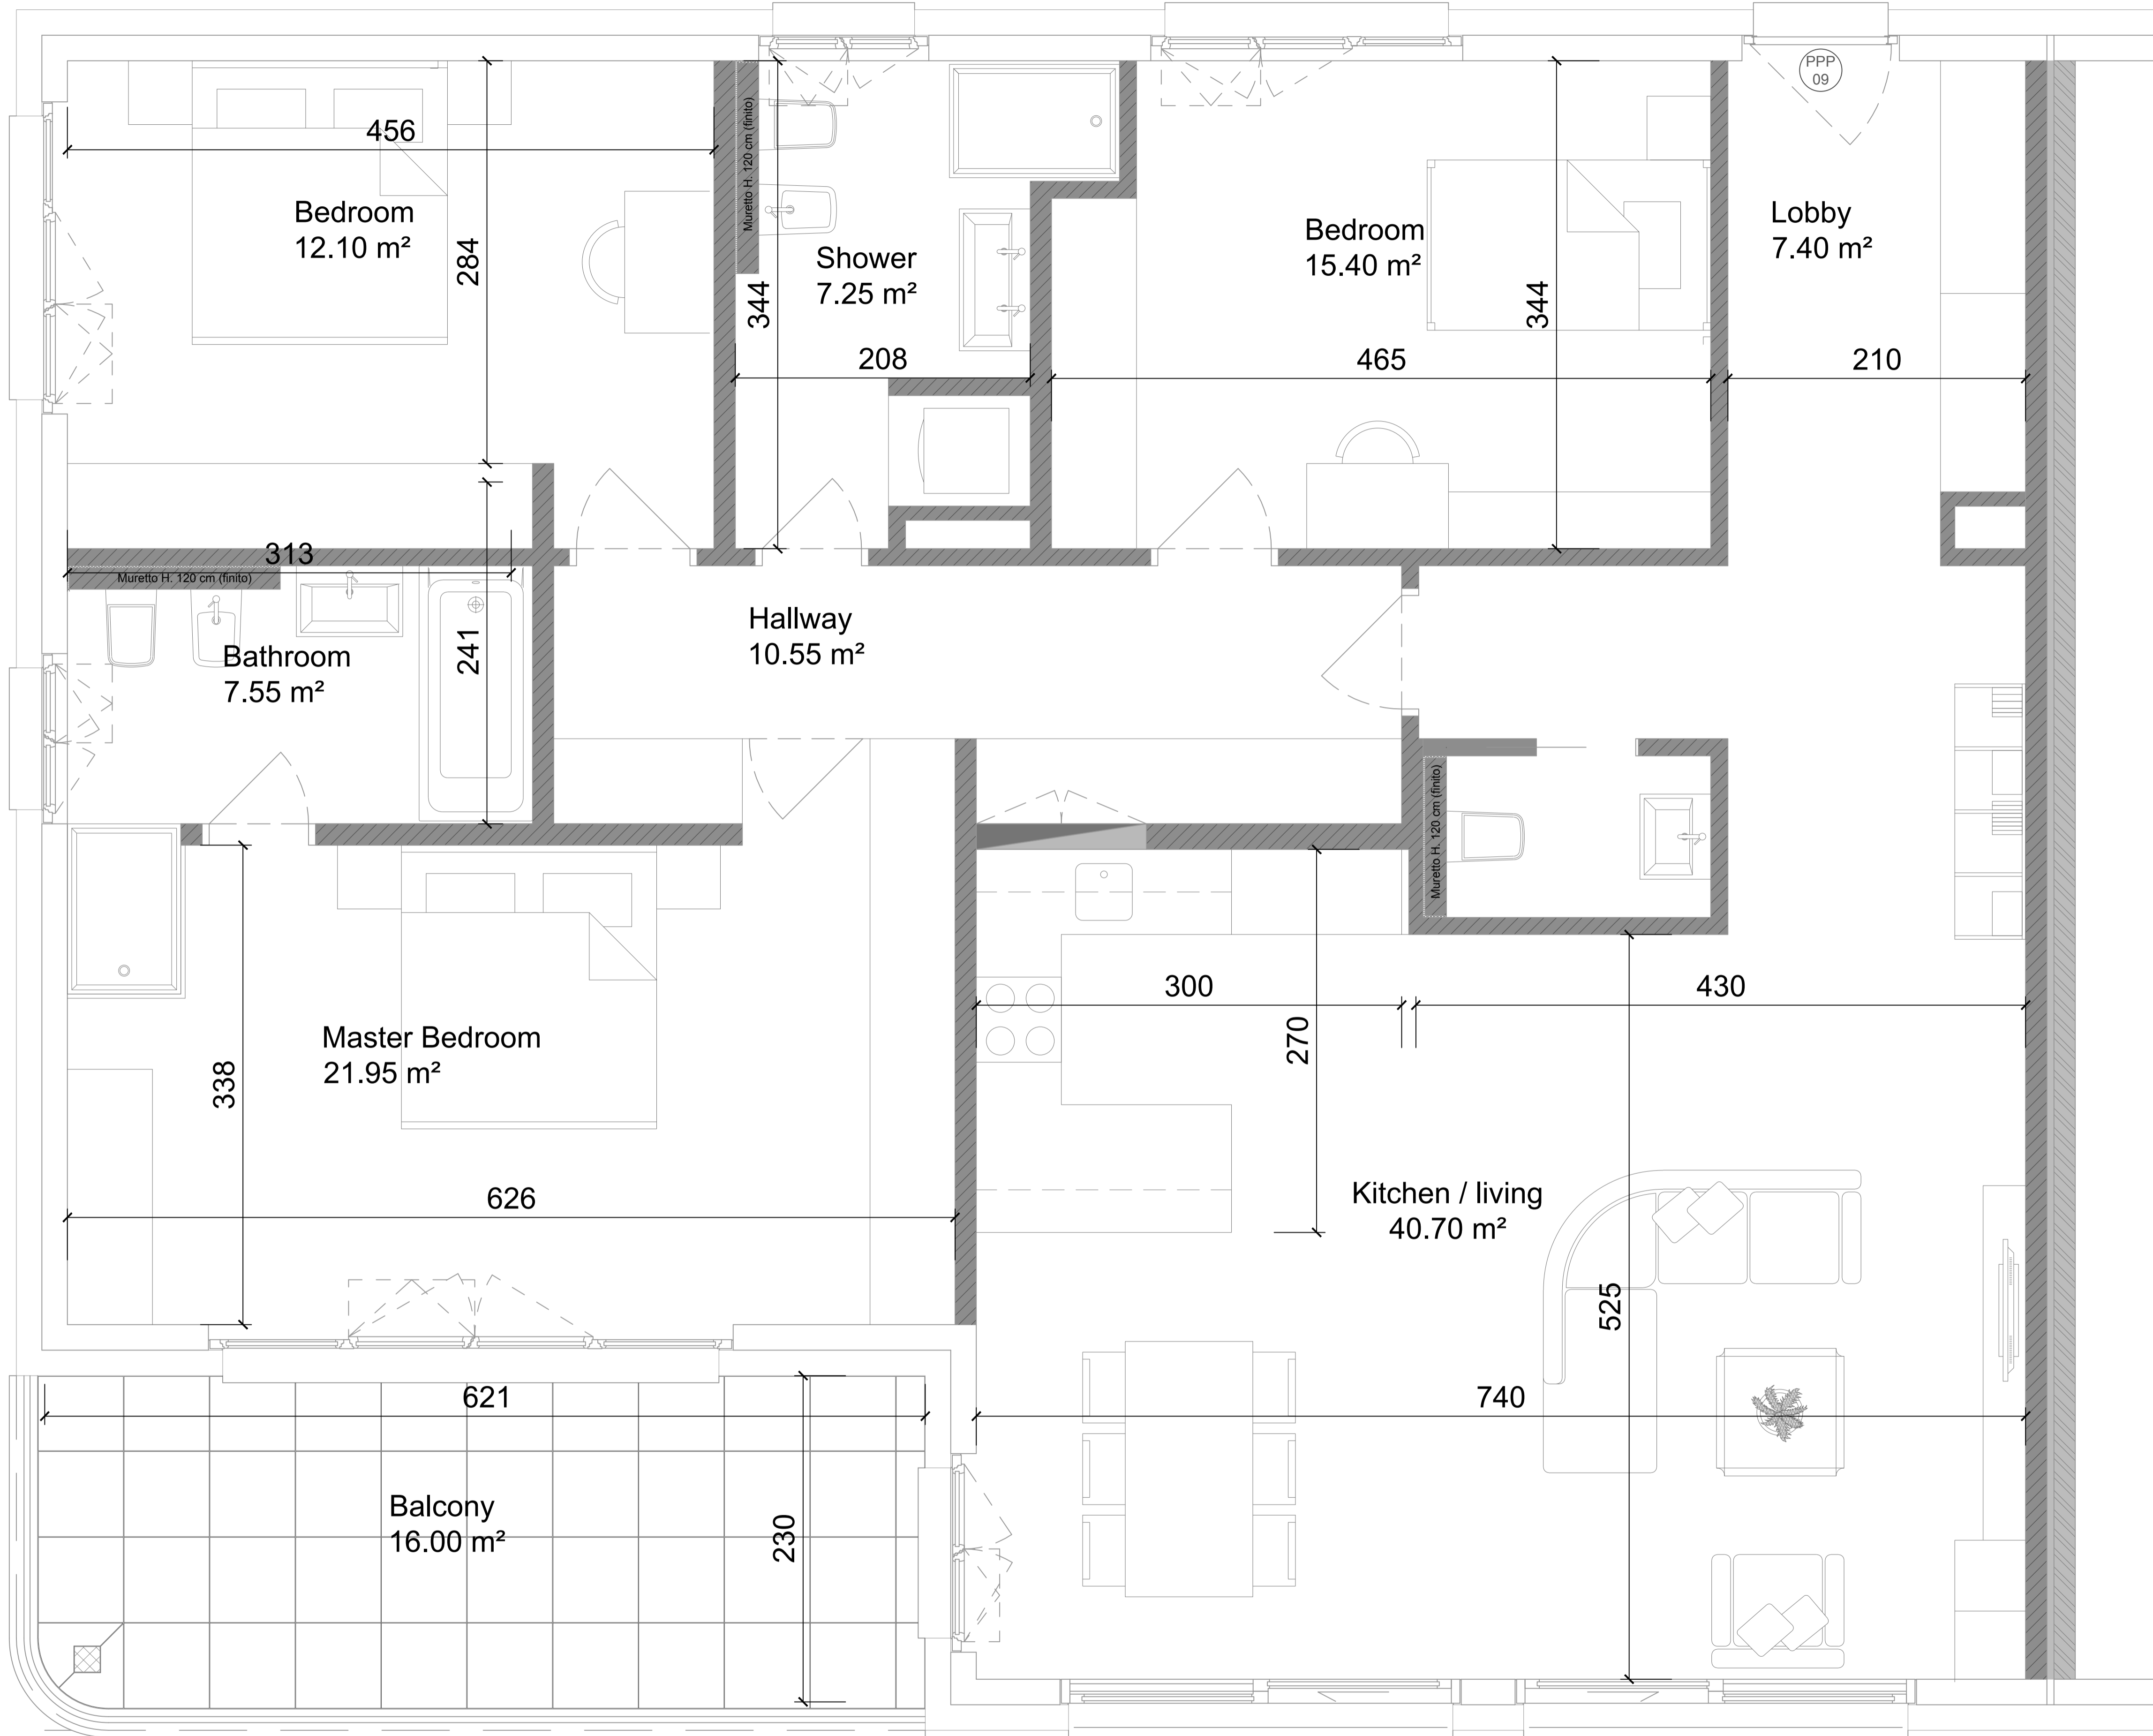 PPP
09
456
Bedroom
12.10 m²
284
Muretto H. 120 cm (finito)
Shower
7.25 m²
344
208
Bedroom
15.40 m²
344
465
Lobby
7.40 m²
210
313
Muretto H. 120 cm (finito)
Bathroom
7.55 m²
241
Hallway
10.55 m²
Muretto H. 120 cm (finito)
300
430
270
Master Bedroom
21.95 m²
338
626
Kitchen / living
40.70 m²
525
621
740
Balcony
16.00 m²
230